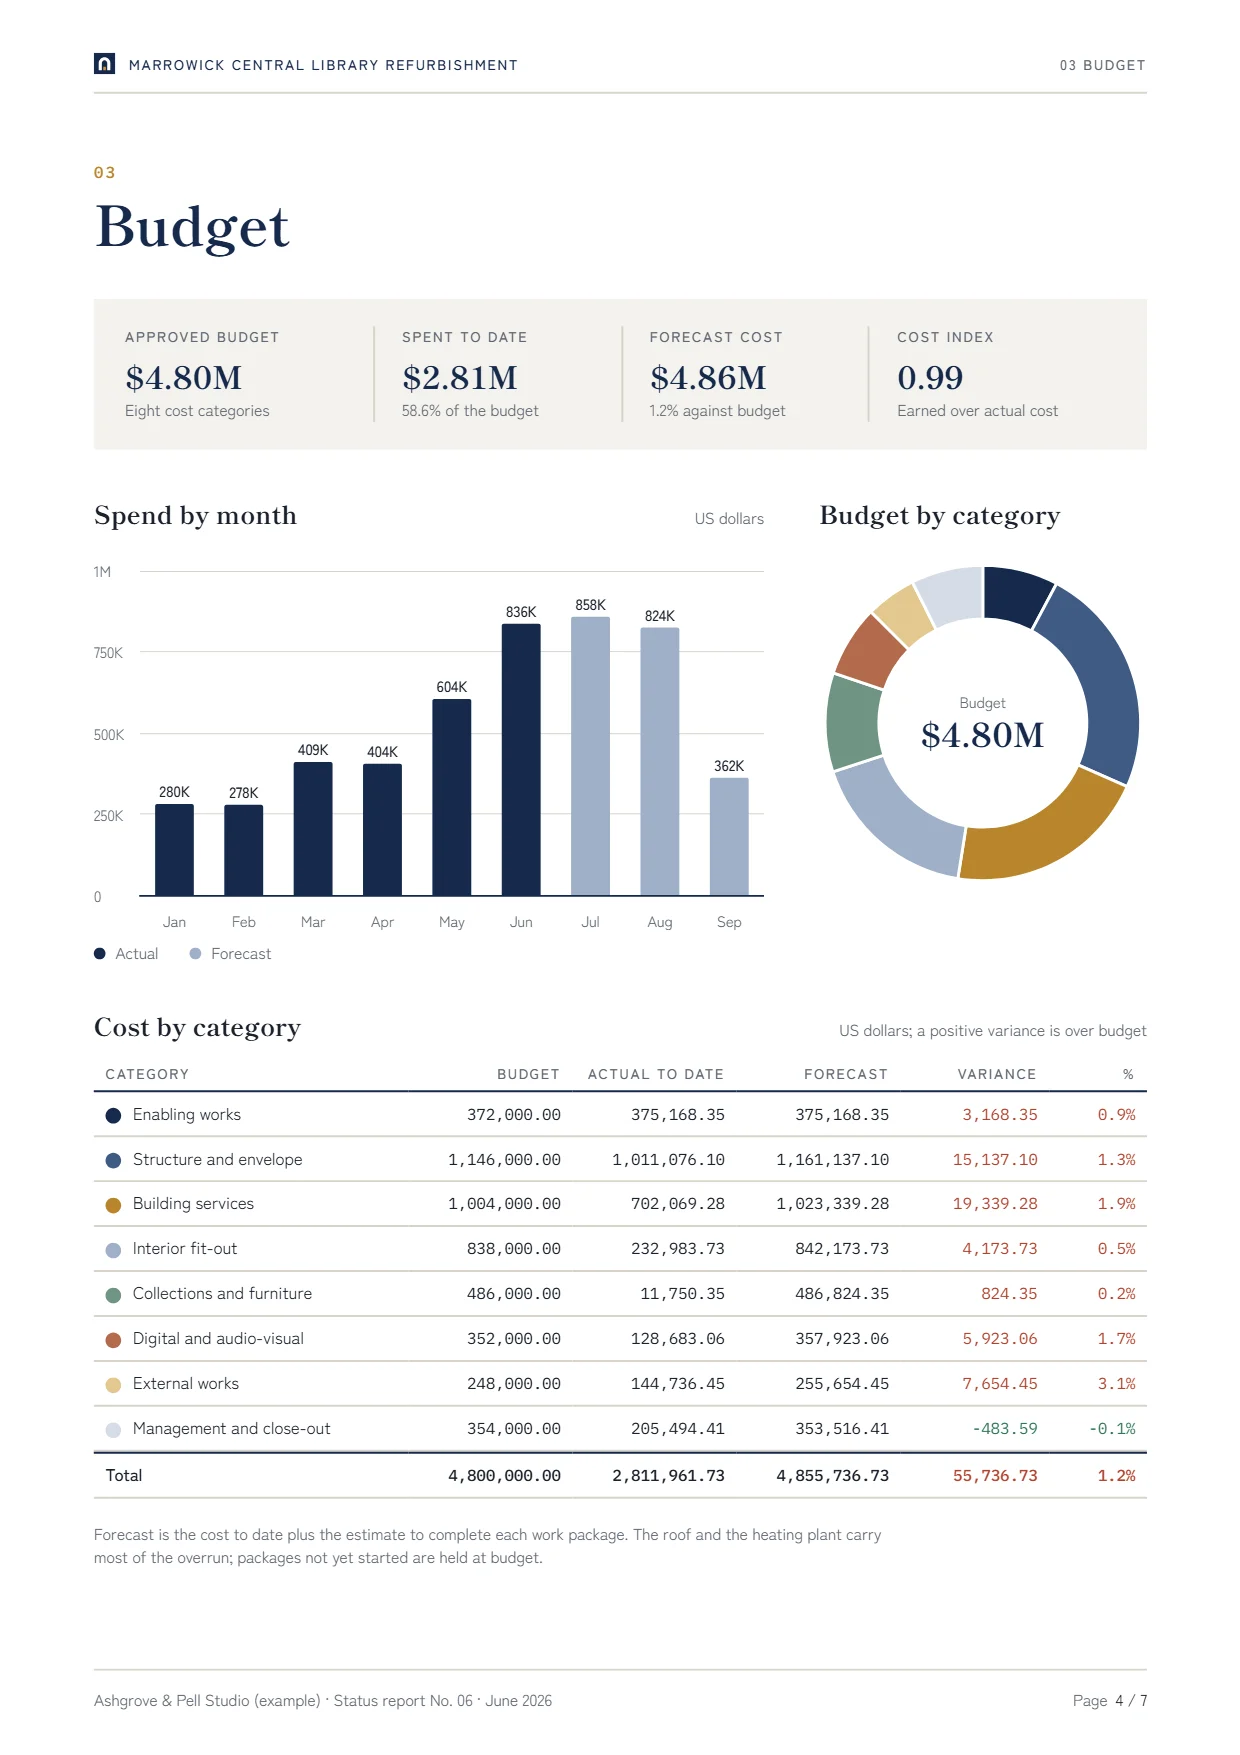 MARROWICK CENTRAL LIBRARY REFURBISHMENT 03 BUDGET
03
Budget
APPROVED BUDGET SPENT TO DATE FORECAST COST COST INDEX
$4.80M $2.81M $4.86M 0.99
Eight cost categories 58.6% of the budget 1.2% against budget Earned over actual cost
Spend by month US dollars
1M
750K
500K
250K
0
280K 278K 409K 404K 604K 836K 858K 824K 362K
Jan Feb Mar Apr May Jun Jul Aug Sep
Actual Forecast
Budget by category
Budget
$4.80M
Cost by category US dollars; a positive variance is over budget
CATEGORY BUDGET ACTUAL TO DATE FORECAST VARIANCE %
Enabling works 372,000.00 375,168.35 375,168.35 3,168.35 0.9%
Structure and envelope 1,146,000.00 1,011,076.10 1,161,137.10 15,137.10 1.3%
Building services 1,004,000.00 702,069.28 1,023,339.28 19,339.28 1.9%
Interior fit-out 838,000.00 232,983.73 842,173.73 4,173.73 0.5%
Collections and furniture 486,000.00 11,750.35 486,824.35 824.35 0.2%
Digital and audio-visual 352,000.00 128,683.06 357,923.06 5,923.06 1.7%
External works 248,000.00 144,736.45 255,654.45 7,654.45 3.1%
Management and close-out 354,000.00 205,494.41 353,516.41 -483.59 -0.1%
Total 4,800,000.00 2,811,961.73 4,855,736.73 55,736.73 1.2%
Forecast is the cost to date plus the estimate to complete each work package. The roof and the heating plant carry
most of the overrun; packages not yet started are held at budget.
Ashgrove & Pell Studio (example) · Status report No. 06 · June 2026 Page 4 / 7